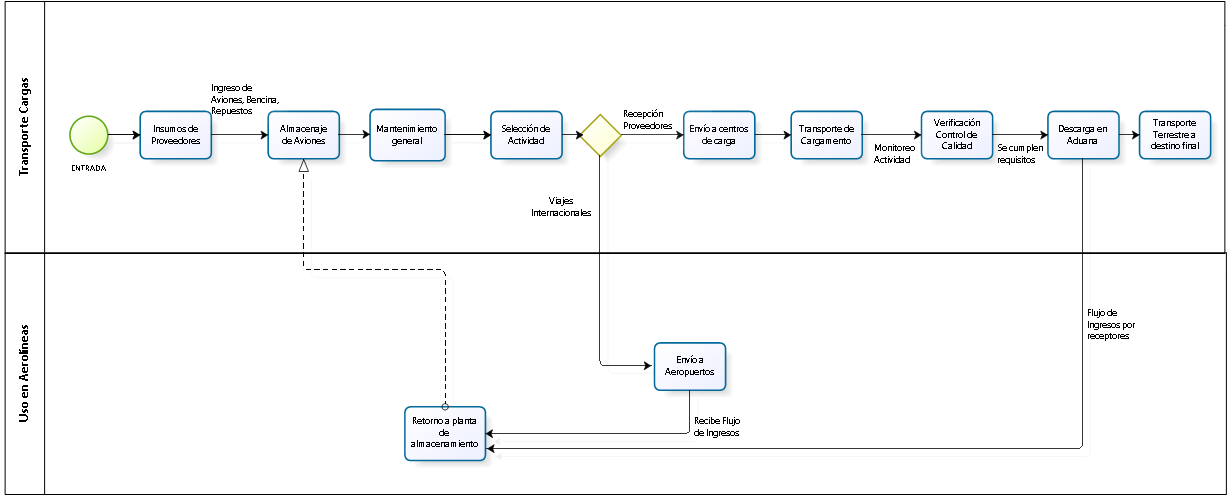 Transporte Cargas
ENTRADA
Insumos de
Proveedores
Ingreso de
Aviones, Bencina,
Repuestos
Almacenaje
de Aviones
Mantenimiento
general
Selección de
Actividad
Recepción
Proveedores
Envío a centros
de carga
Transporte de
Cargamento
Monitoreo
Actividad
Verificación
Control de
Calidad
Se cumplen
requisitos
Descarga en
Aduana
Transporte
Terrestre a
destino final
Viajes
Internacionales
Uso en Aerolíneas
Envío a
Aeropuertos
Recibe Flujo
de Ingresos
Retorno a planta
de
almacenamiento
Flujo de
Ingresos por
receptores